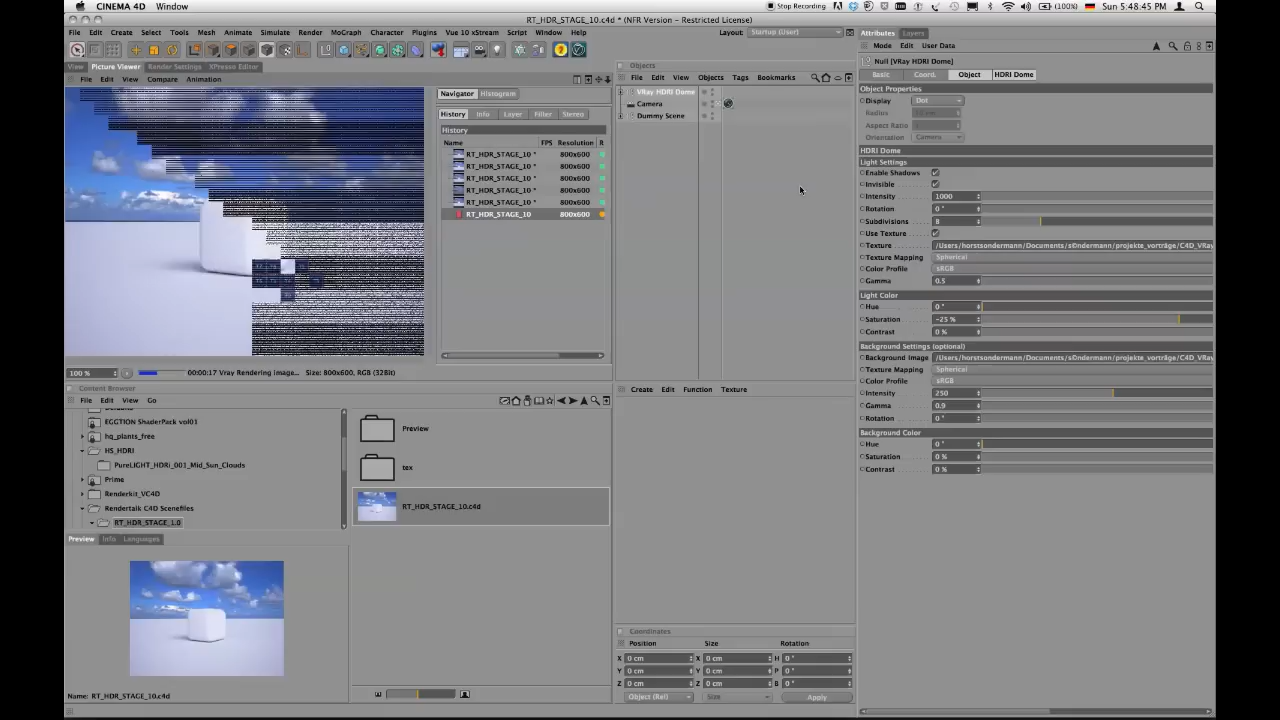 CINEMA 4D Window
Stop Recording
(100%) Sun 5:48:45 PM
RT_HDR_STAGE_10.c4d * (NFR Version - Restricted License)
File Edit Create Select Tools Mesh Animate Simulate Render MoGraph Character Plugins Vue 10 xStream Script Window Help
Layout: Startup (User)
View Picture Viewer Render Settings XPresso Editor
File Edit View Compare Animation
Navigator Histogram
History Info Layer Filter Stereo
History
Name FPS Resolution R
RT_HDR_STAGE_10 * 800x600
RT_HDR_STAGE_10 * 800x600
RT_HDR_STAGE_10 * 800x600
RT_HDR_STAGE_10 * 800x600
RT_HDR_STAGE_10 * 800x600
RT_HDR_STAGE_10 800x600
100 % 00:00:17 Vray Rendering image... Size: 800x600, RGB (32Bit)
Content Browser
File Edit View Go
EGGTION ShaderPack vol01
hq_plants_free
HS_HDRI
PureLIGHT_HDRi_001_Mid_Sun_Clouds
Prime
Renderkit_VC4D
Rendertalk C4D Scenefiles
RT_HDR_STAGE_1.0
Preview
tex
RT_HDR_STAGE_10.c4d
Preview Info Languages
Name: RT_HDR_STAGE_10.c4d
Objects
File Edit View Objects Tags Bookmarks
VRay HDRI Dome
Camera
Dummy Scene
Create Edit Function Texture
Coordinates
Position Size Rotation
X 0 cm X 0 cm H 0 °
Y 0 cm Y 0 cm P 0 °
Z 0 cm Z 0 cm B 0 °
Object (Rel) Size Apply
Attributes Layers
Mode Edit User Data
Null [VRay HDRI Dome]
Basic Coord. Object HDRI Dome
Object Properties
Display Dot
Radius
Aspect Ratio
Orientation Camera
HDRI Dome
Light Settings
Enable Shadows
Invisible
Intensity 1000
Rotation 0 °
Subdivisions 8
Use Texture
Texture /Users/horstsondermann/Documents/s©ndermann/projekte_vorträge/C4D_VRay
Texture Mapping Spherical
Color Profile sRGB
Gamma 0.5
Light Color
Hue 0 °
Saturation -25 %
Contrast 0 %
Background Settings (optional)
Background Image /Users/horstsondermann/Documents/s©ndermann/projekte_vorträge/C4D_VRay
Texture Mapping Spherical
Color Profile sRGB
Intensity 250
Gamma 0.9
Rotation 0 °
Background Color
Hue 0 °
Saturation 0 %
Contrast 0 %